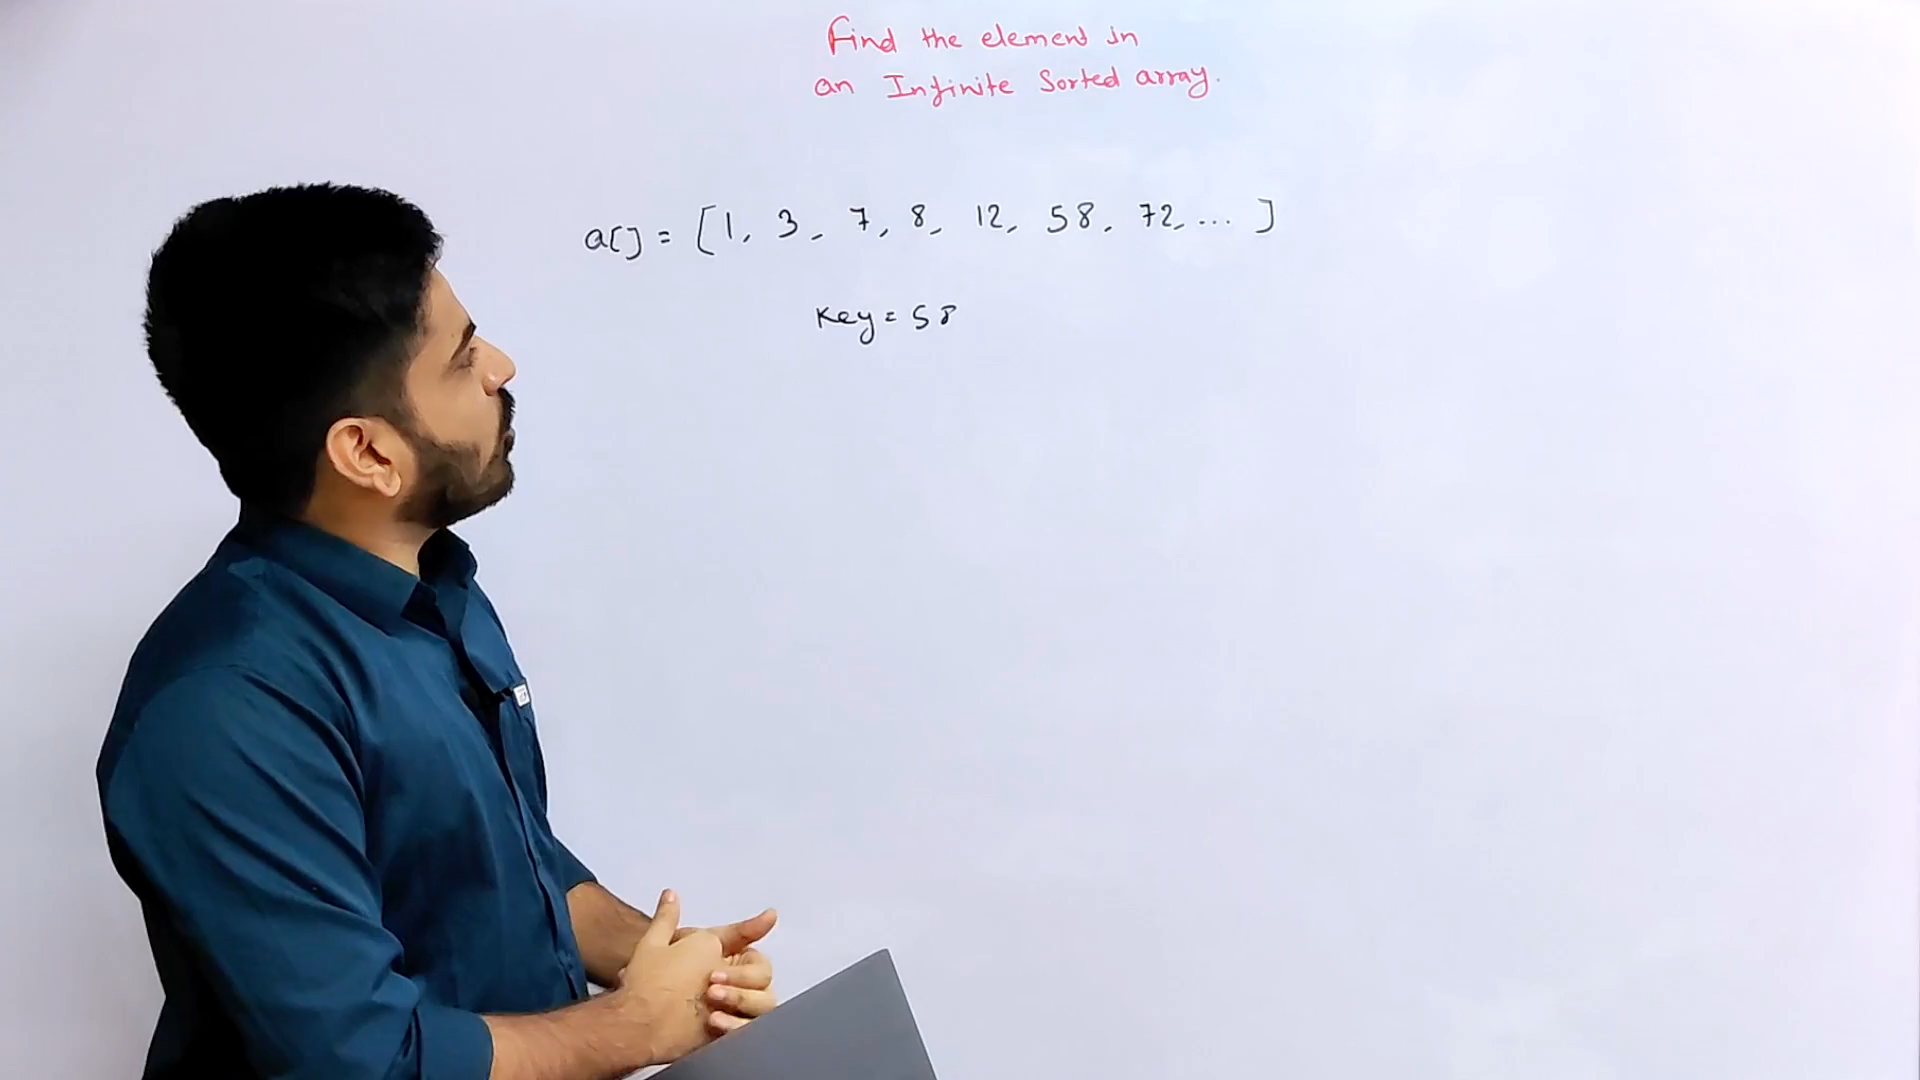 Find the element in
an Infinite Sorted array.
a[] = [1, 3, 7, 8, 12, 58, 72, ... ]
Key = 58